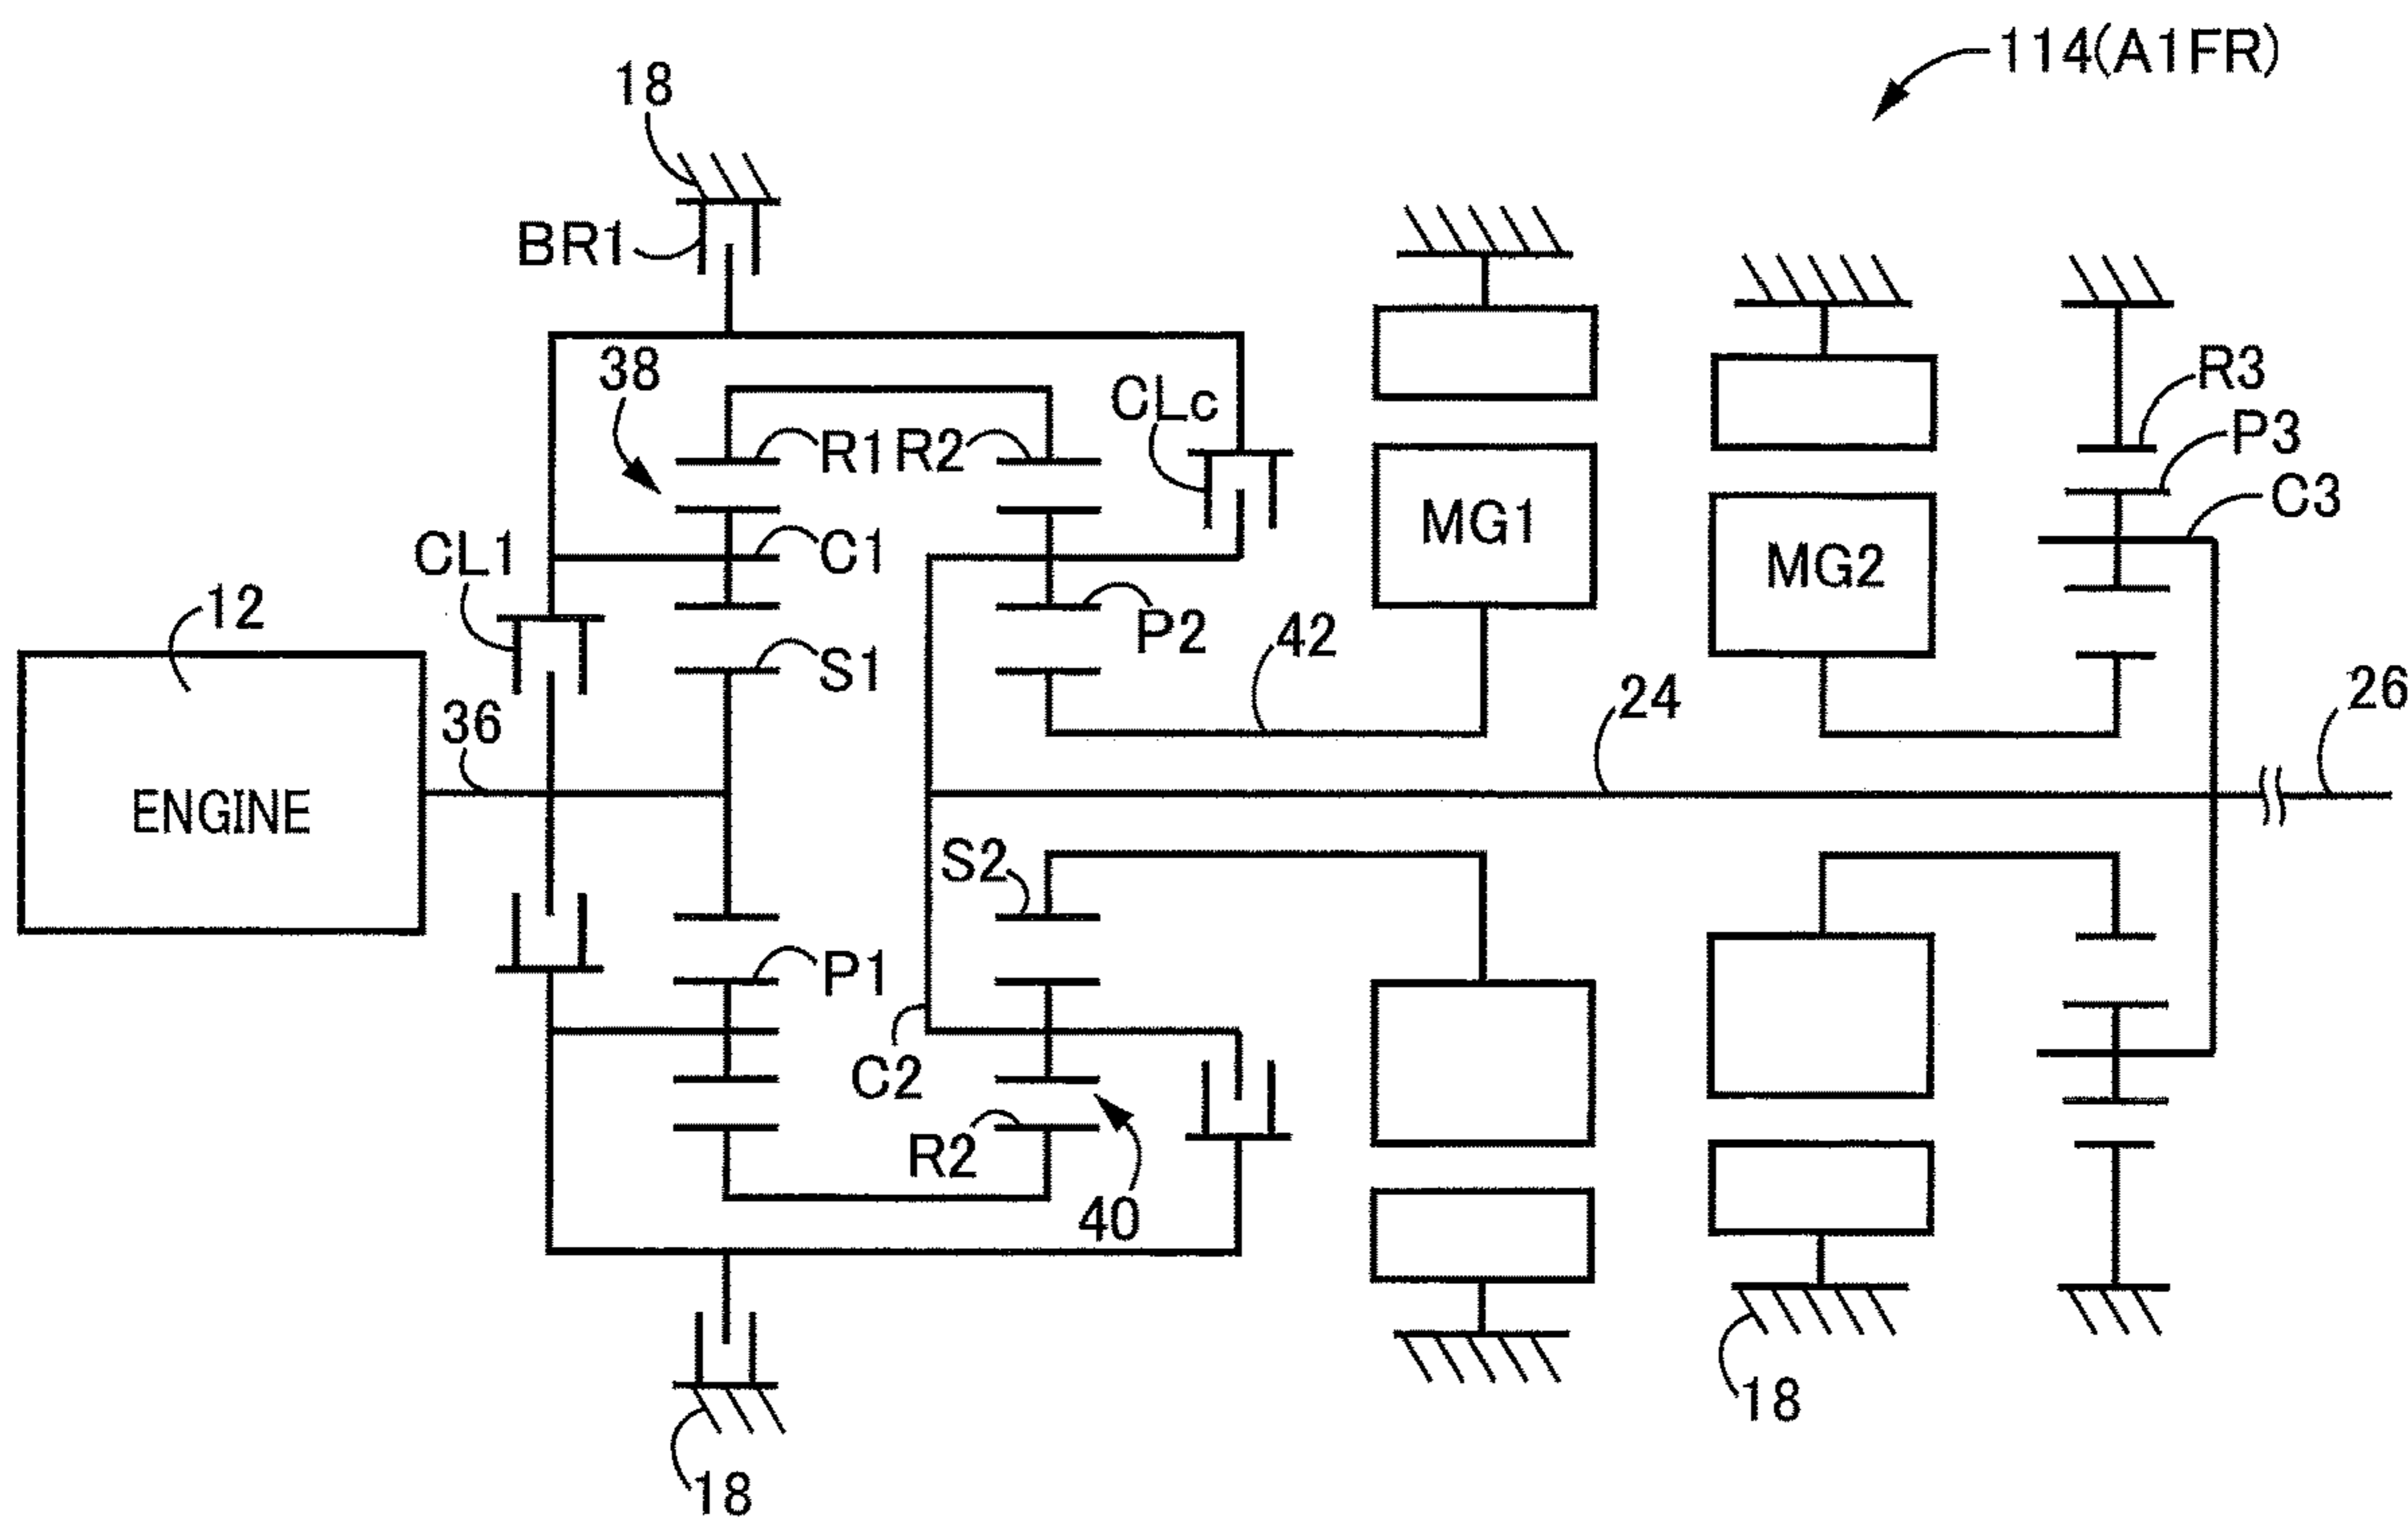 114(A1FR)
18
BR1
38
CLc
R3
R1
R2
P3
C3
CL1
C1
MG1
MG2
12
P2
42
S1
24
26
36
ENGINE
S2
P1
C2
R2
40
18
18